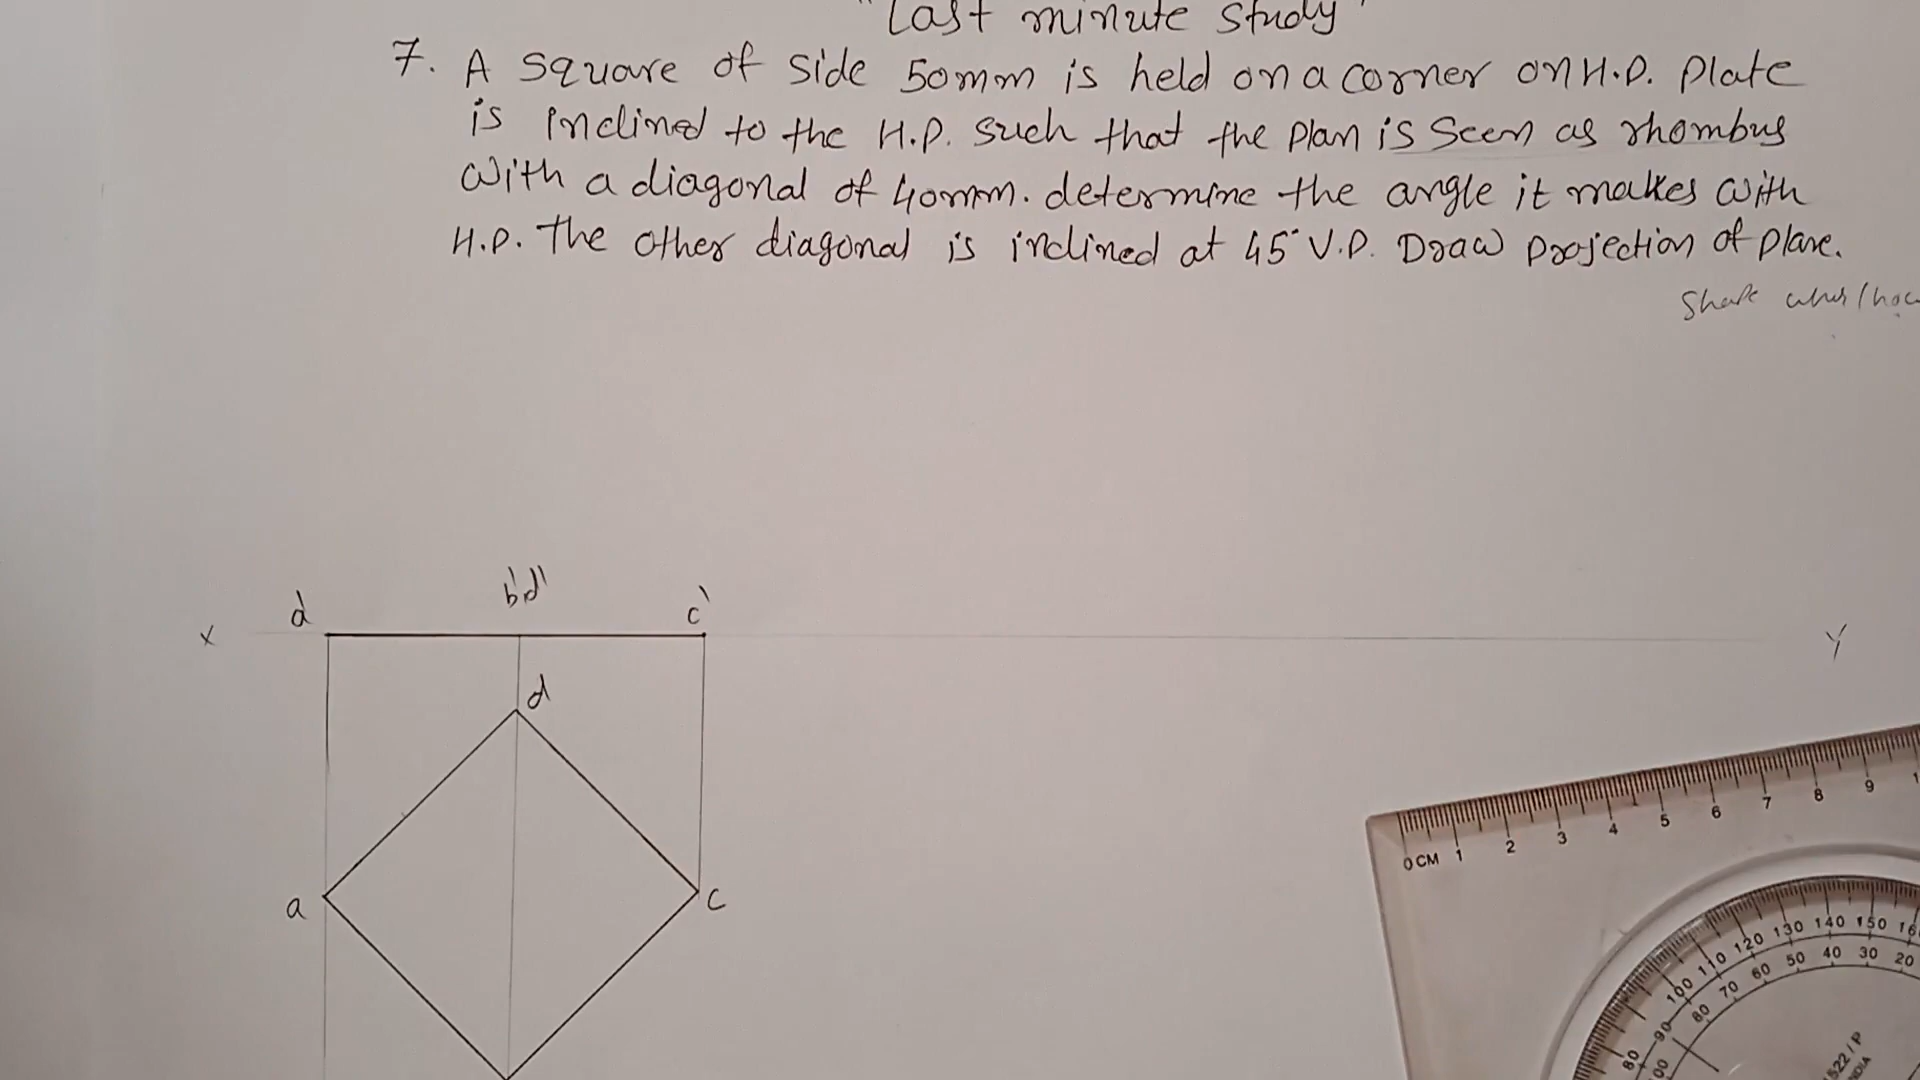 "Last minute Study"
7. A Square of side 50mm is held on a corner on H.P. Plate
is inclined to the H.P. Such that the plan is Seen as rhombus
with a diagonal of 40mm. determine the angle it makes with
H.P. The other diagonal is inclined at 45° V.P. Draw projection of plane.
b'd'
c'
d
x
y
d
a
c
0 CM 1 2 3 4 5 6 7 8 9
80 90 100 110 120 130 140 150
70 80 60 50 40 30 20
1522/P